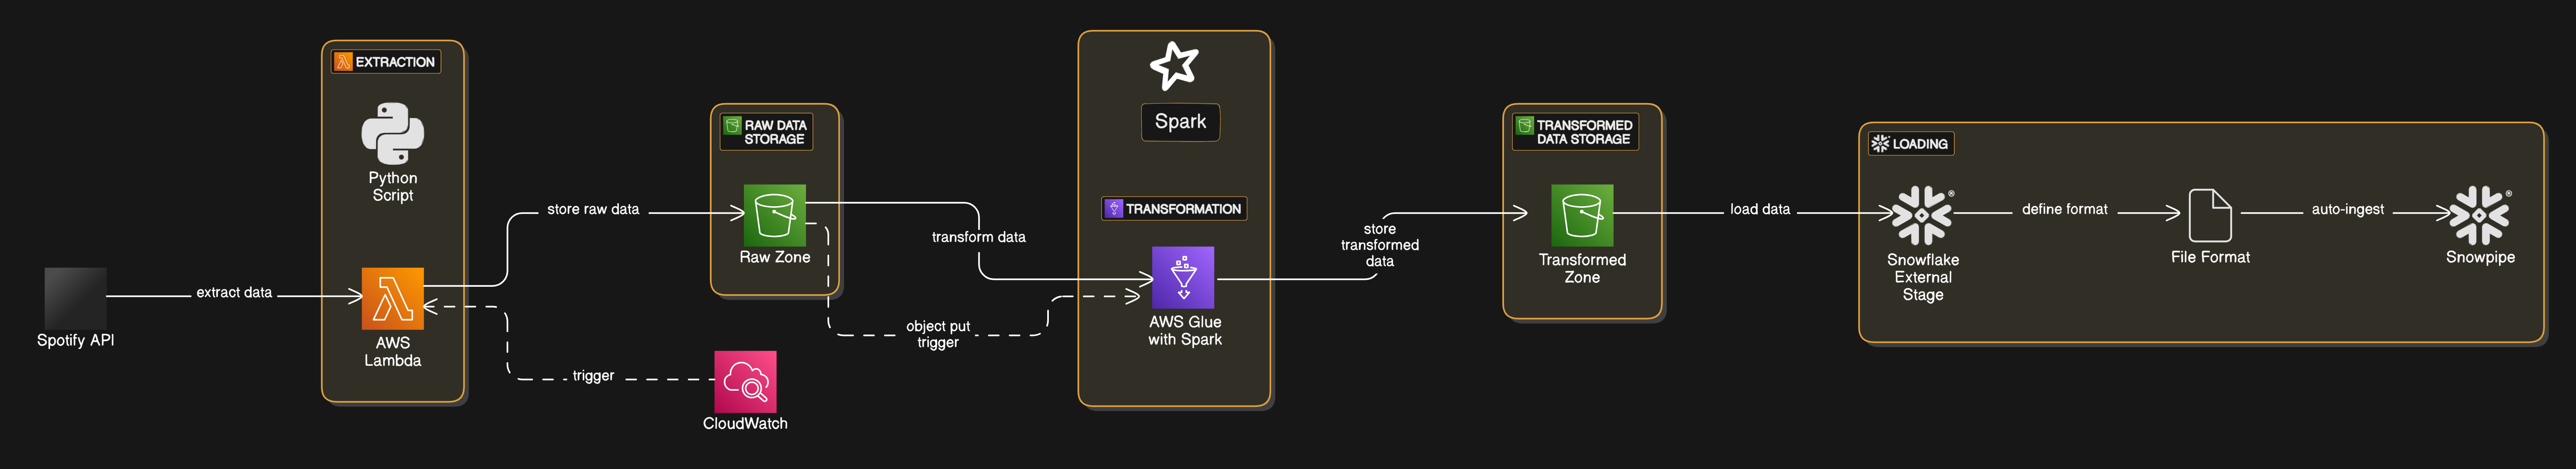 EXTRACTION
Python
Script
Spotify API
extract data
AWS
Lambda
store raw data
trigger
CloudWatch
RAW DATA
STORAGE
Raw Zone
transform data
object put
trigger
Spark
TRANSFORMATION
AWS Glue
with Spark
store
transformed
data
TRANSFORMED
DATA STORAGE
Transformed
Zone
load data
LOADING
®
Snowflake
External
Stage
define format
File Format
auto-ingest
®
Snowpipe